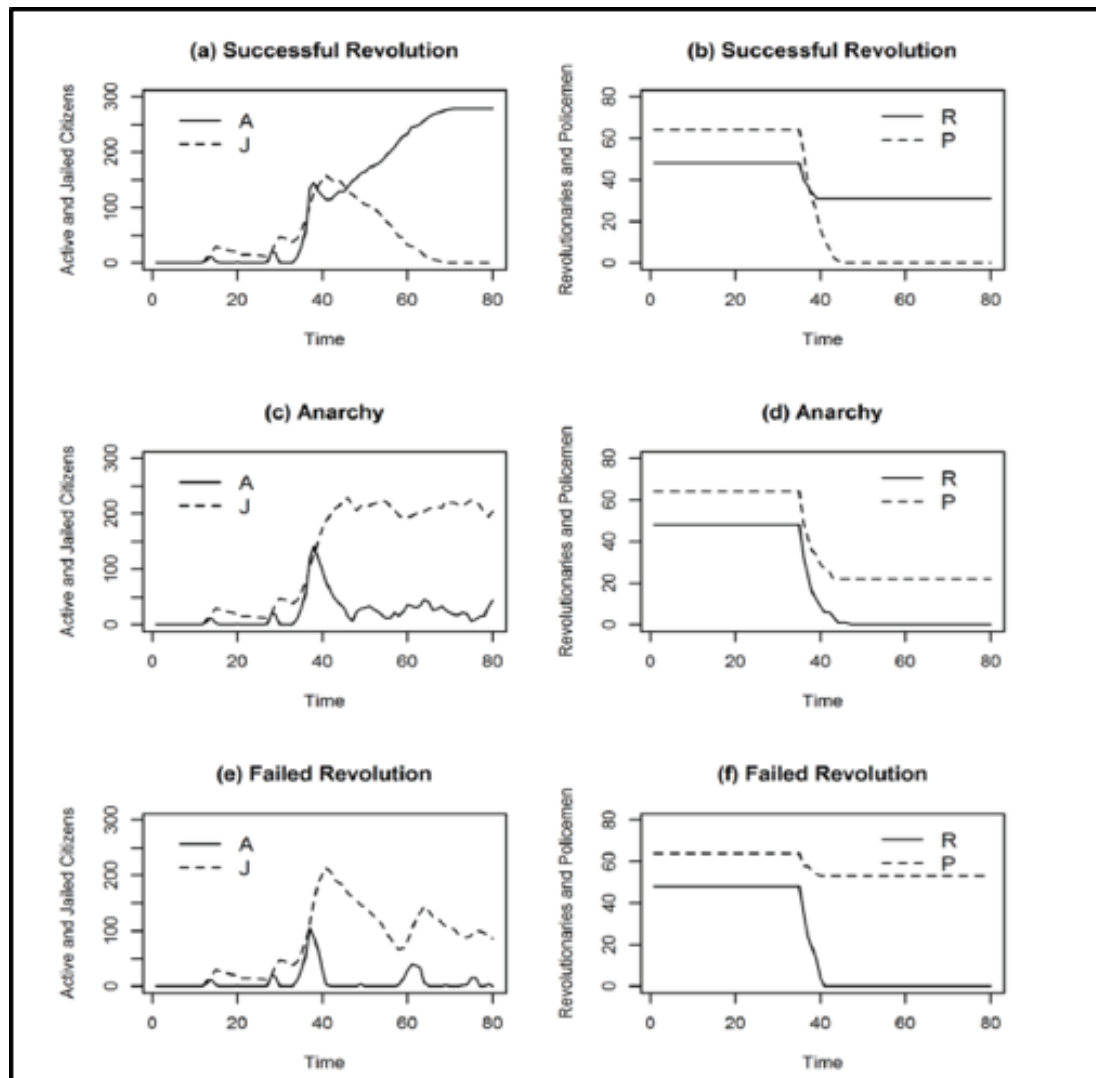 (a) Successful Revolution
Active and Jailed Citizens
300
200
100
0
A
J
0 20 40 60 80
Time
(b) Successful Revolution
Revolutionaries and Policemen
80
60
40
20
0
R
P
0 20 40 60 80
Time
(c) Anarchy
Active and Jailed Citizens
300
200
100
0
A
J
0 20 40 60 80
Time
(d) Anarchy
Revolutionaries and Policemen
80
60
40
20
0
R
P
0 20 40 60 80
Time
(e) Failed Revolution
Active and Jailed Citizens
300
200
100
0
A
J
0 20 40 60 80
Time
(f) Failed Revolution
Revolutionaries and Policemen
80
60
40
20
0
R
P
0 20 40 60 80
Time